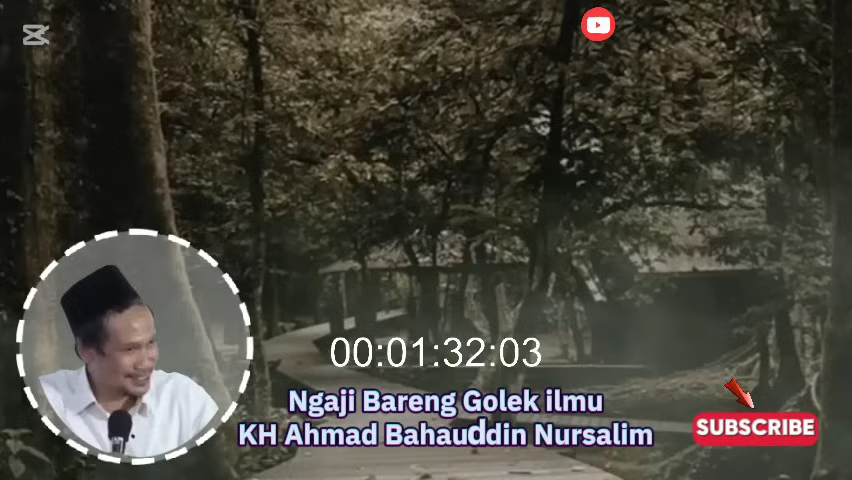 00:01:32:03
Ngaji Bareng Golek ilmu
KH Ahmad Bahauddin Nursalim
SUBSCRIBE